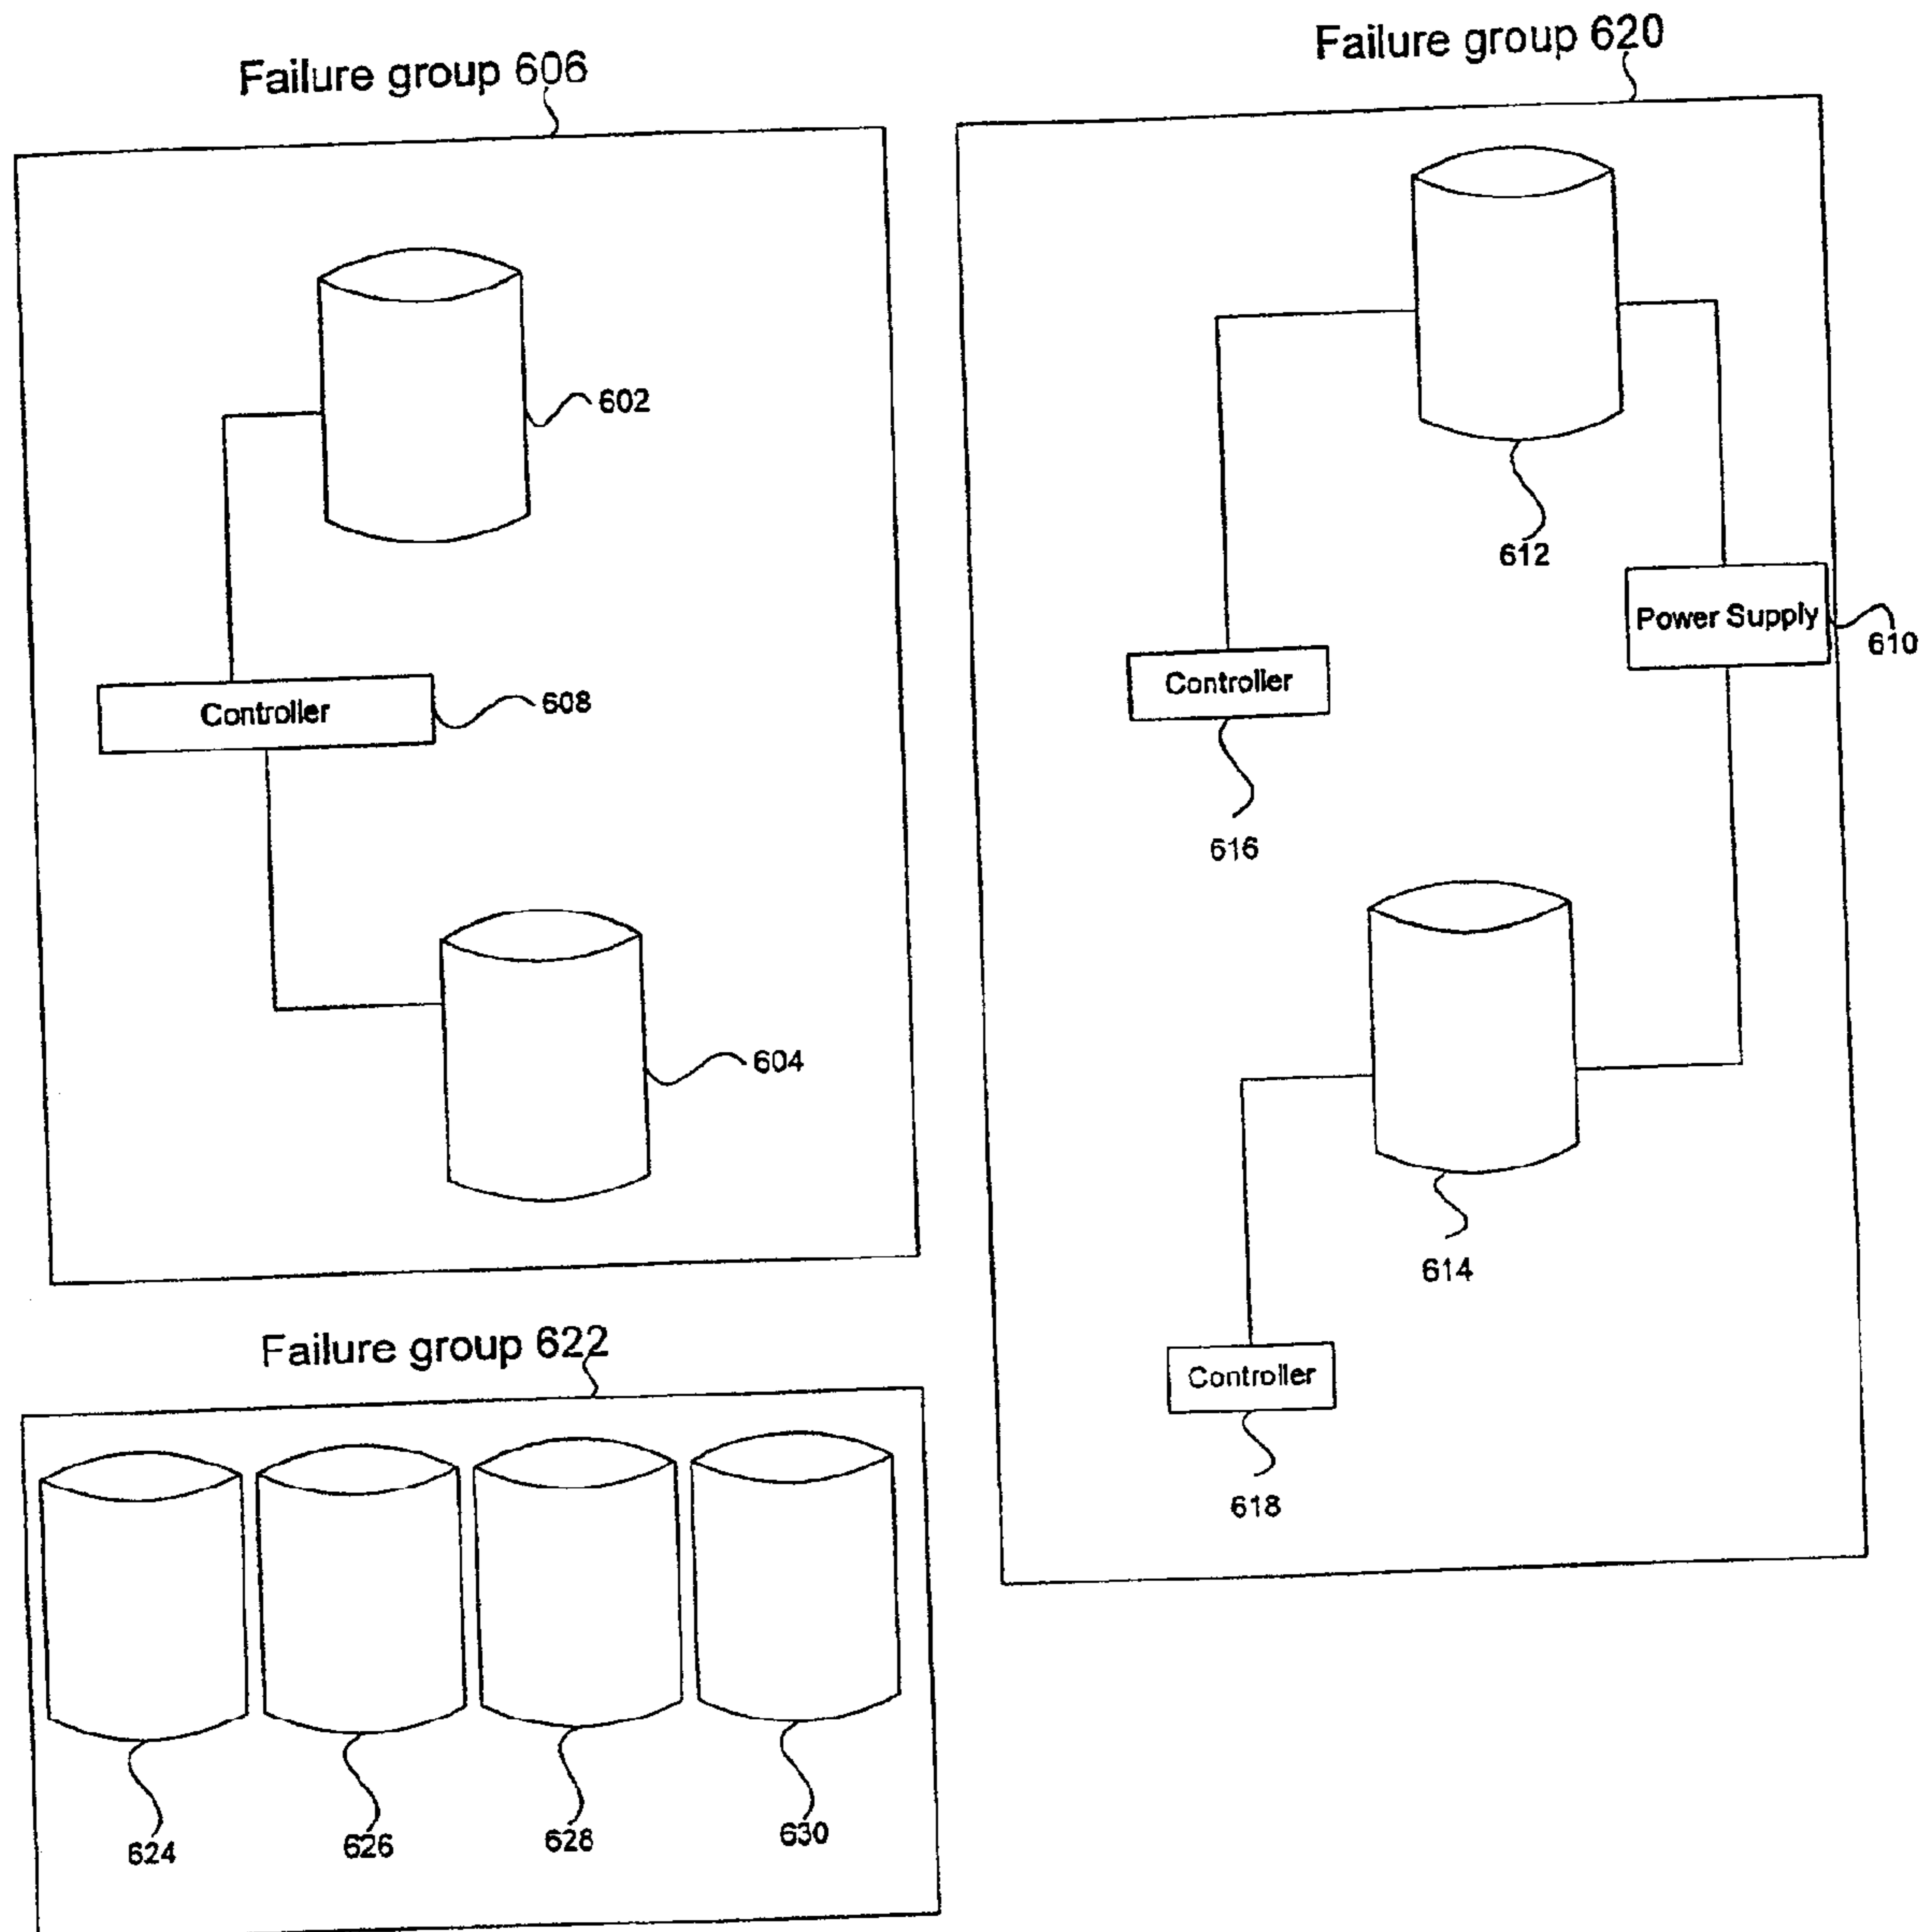 Failure group 606
602
Controller
608
604
Failure group 620
612
Power Supply
610
Controller
616
614
Controller
618
Failure group 622
624
626
628
630